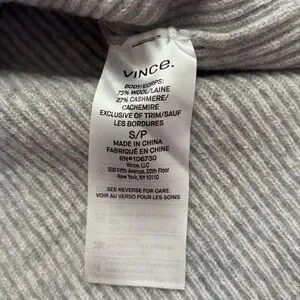 VINCE.
BODY/CORPS:
73% WOOL/LAINE
27% CASHMERE/
CACHEMIRE
EXCLUSIVE OF TRIM/SAUF
LES BORDURES
S/P
MADE IN CHINA
FABRIQUÉ EN CHINE
RN#106730
Vince, LLC
500 Fifth Avenue, 20th Floor
New York, NY 10110
SEE REVERSE FOR CARE
VOIR AU VERSO POUR LES SOINS